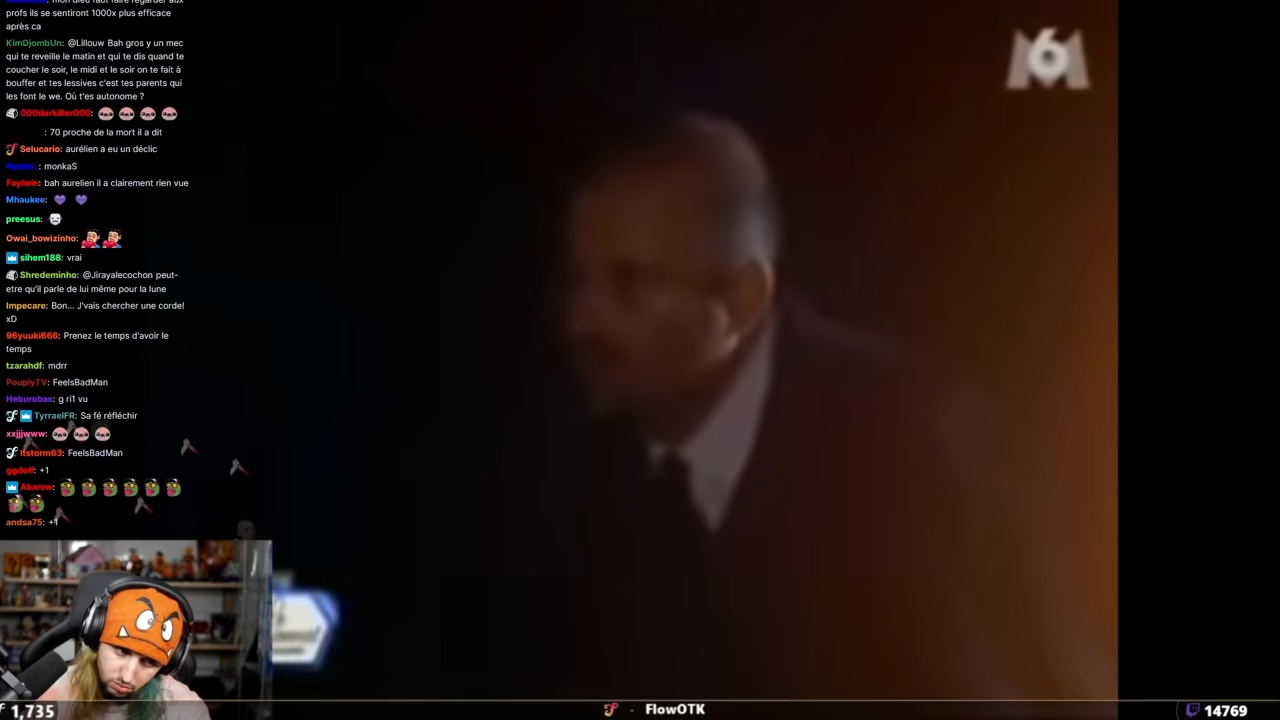 mon dieu faut faire regarder aux
profs ils se sentiront 1000x plus efficace
après ca
KimDjombUn: @Lillouw Bah gros y un mec
qui te reveille le matin et qui te dis quand te
coucher le soir, le midi et le soir on te fait à
bouffer et tes lessives c'est tes parents qui
les font le we. Où t'es autonome ?
000darkiller000:
: 70 proche de la mort il a dit
Selucario: aurélien a eu un déclic
: monkaS
Faylwin: bah aurelien il a clairement rien vue
Mhaukee:
preesus:
Owai_bowizinho:
sihem188: vrai
Shredeminho: @Jirayalecochon peut-
etre qu'il parle de lui même pour la lune
Impecare: Bon... J'vais chercher une corde!
xD
96yuuki666: Prenez le temps d'avoir le
temps
tzarahdf: mdrr
PouplyTV: FeelsBadMan
Heburobas: g ri1 vu
TyrraelFR: Sa fé réfléchir
xxjjjwww:
Itstorm63: FeelsBadMan
ggdoff: +1
Akarow:
andsa75: +1
M6
1,735
- FlowOTK
14769